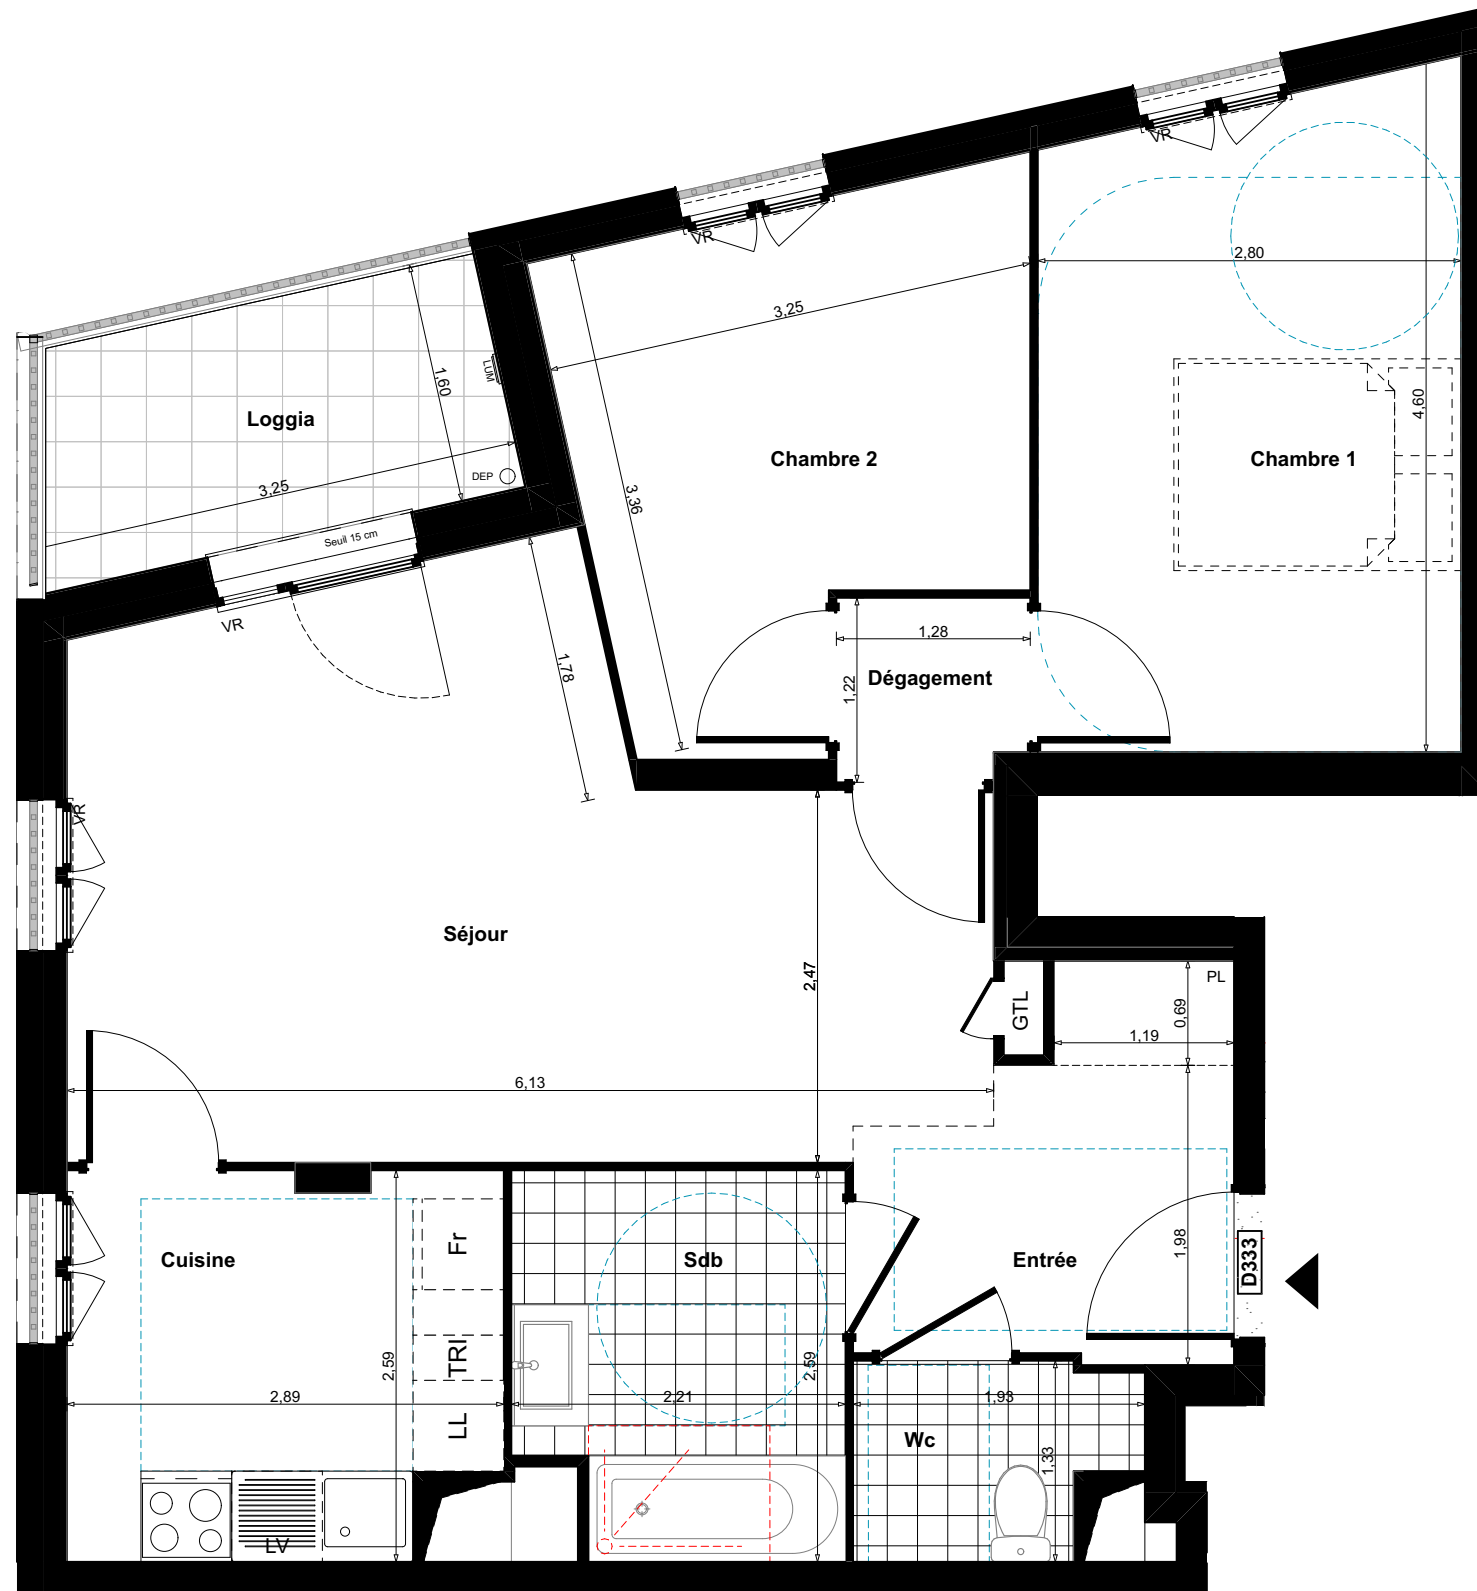 VR
VR
2,80
3,25
LUM
1,60
4,60
Loggia
Chambre 2
Chambre 1
DEP
3,25
3,36
Seuil 15 cm
VR
1,28
1,78
Dégagement
1,22
VR
Séjour
2,47
PL
GTL
0,69
1,19
6,13
Fr
1,98
D333
Cuisine
Sdb
Entrée
TRI
2,59
2,59
2,89
2,21
1,93
LL
Wc
1,33
LV